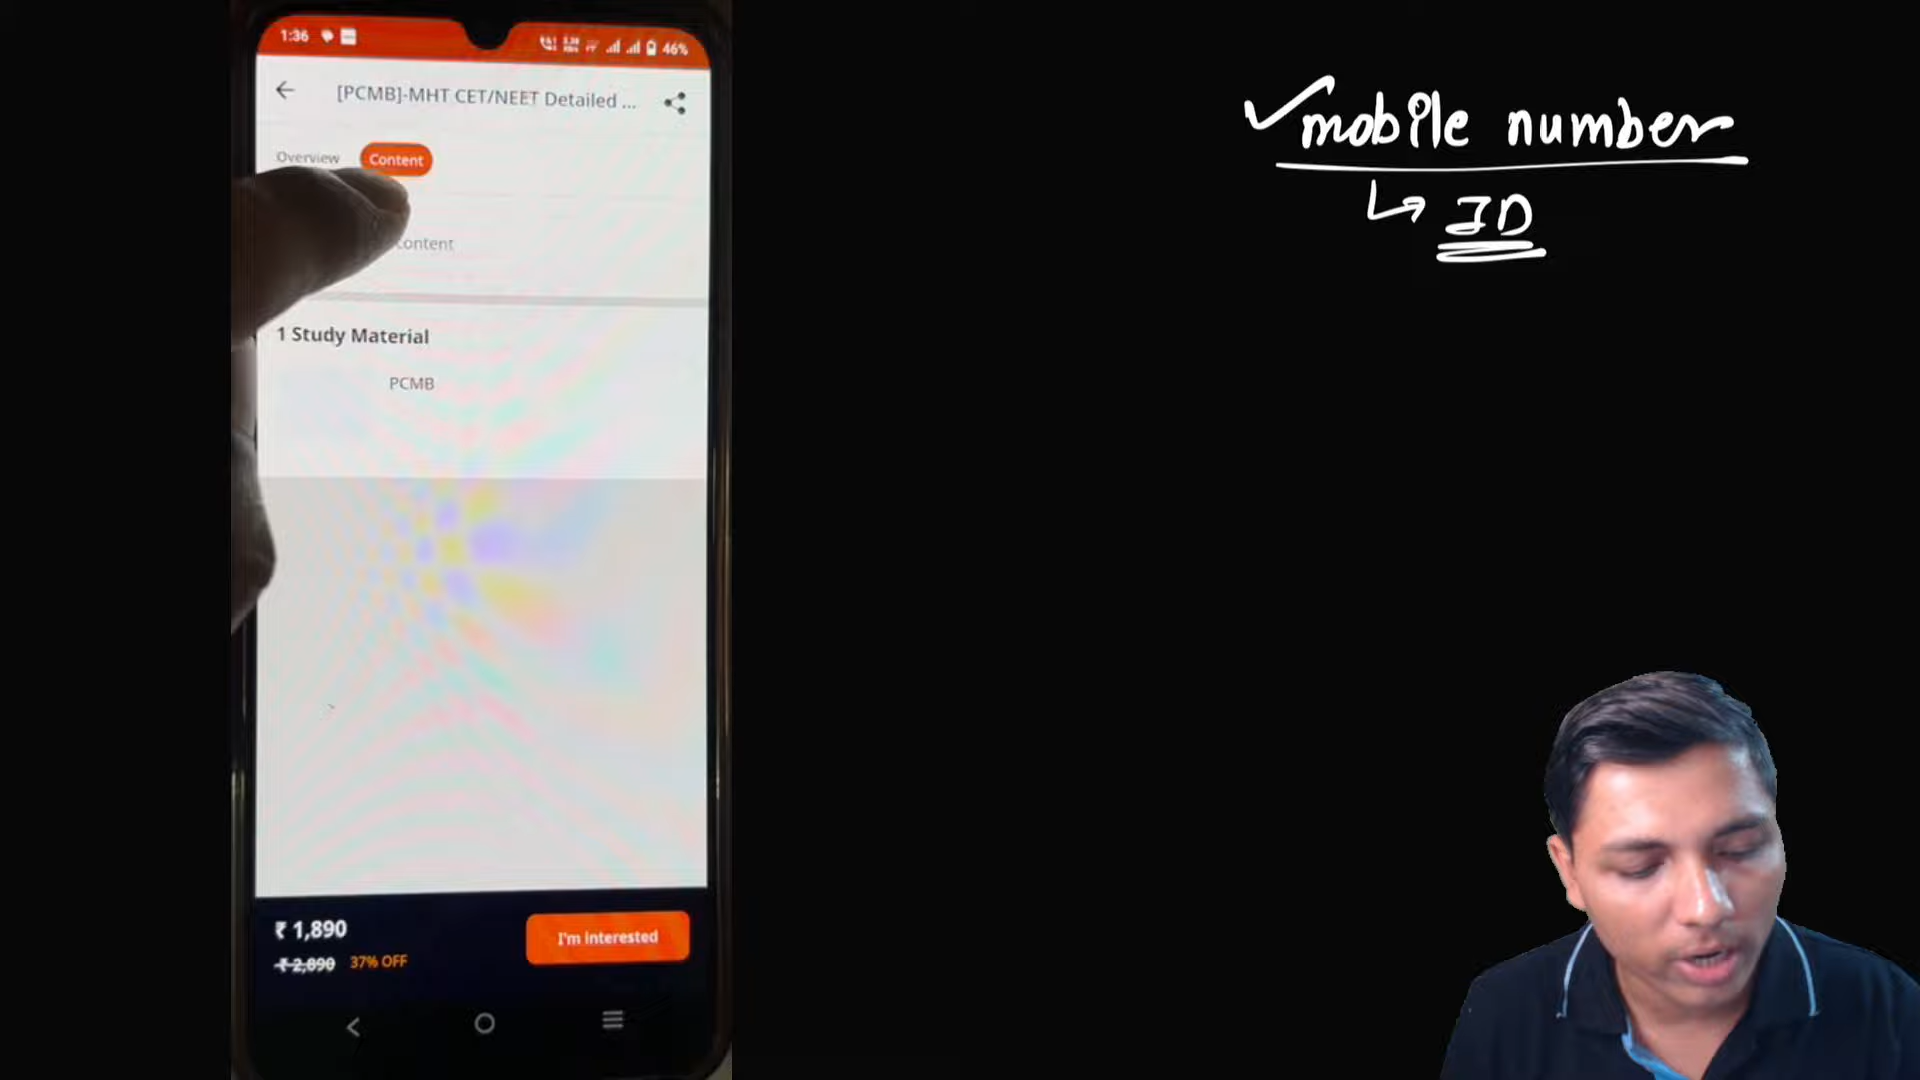 1:36
46%
[PCMB]-MHT CET/NEET Detailed ...
Overview Content
content
1 Study Material
PCMB
₹ 1,890
I'm interested
₹ 2,890 37% OFF
✓mobile number
↳ ID